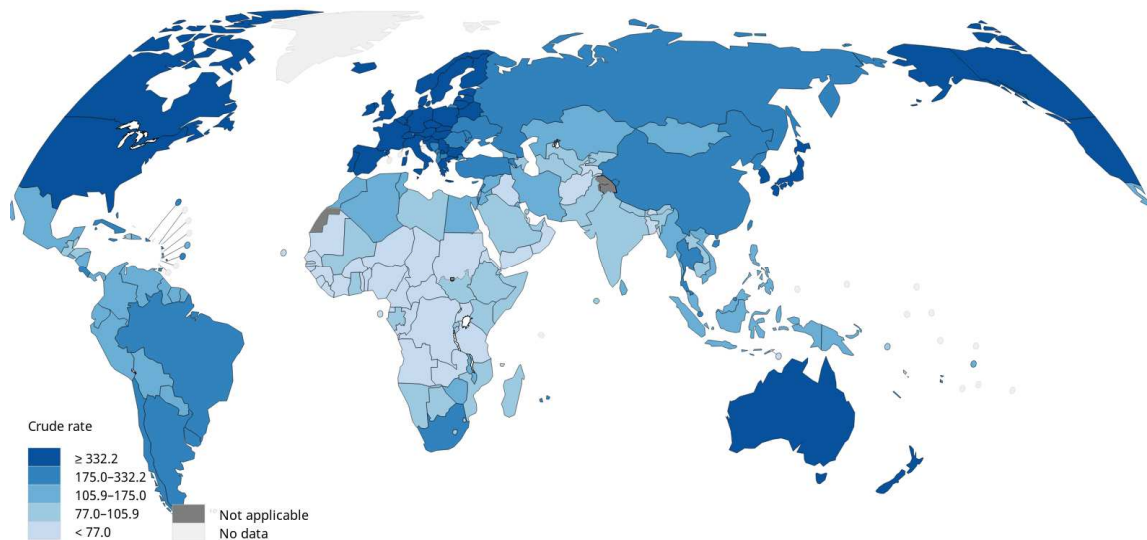 Crude rate
≥ 332.2
175.0–332.2
105.9–175.0
77.0–105.9
< 77.0
Not applicable
No data